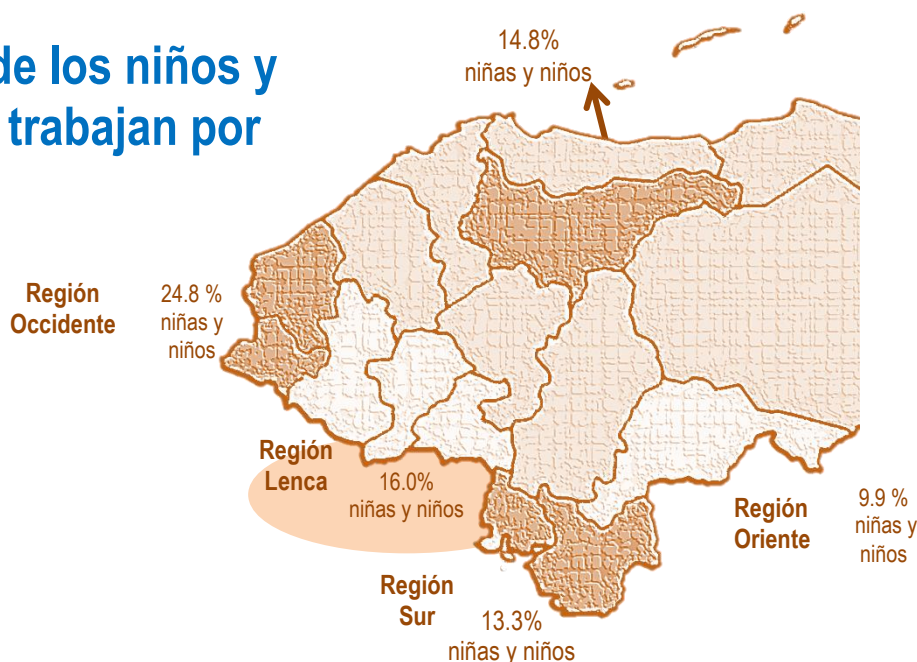 de los niños y
trabajan por
14.8%
niñas y niños
Región
Occidente
24.8 %
niñas y
niños
Región
Lenca
16.0%
niñas y niños
Región
Oriente
9.9 %
niñas y
niños
Región
Sur
13.3%
niñas y niños